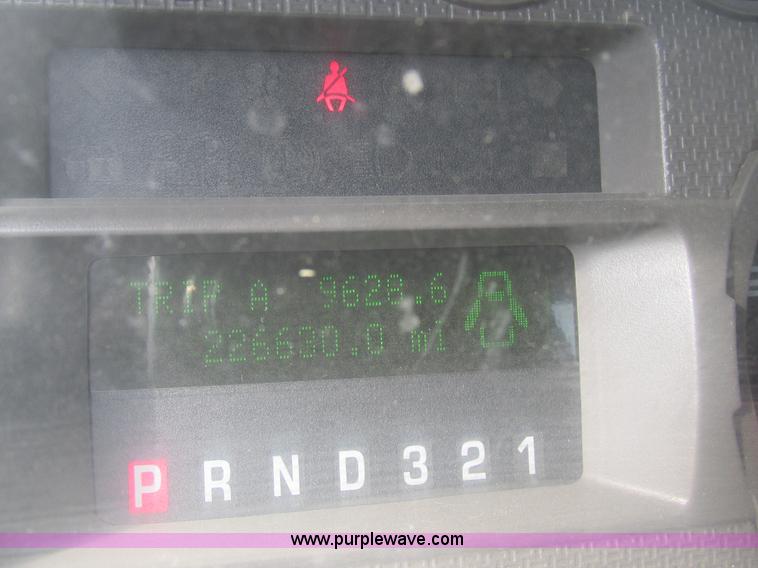 TRIP A 9628.6
226630.0 mi
P R N D 3 2 1
www.purplewave.com